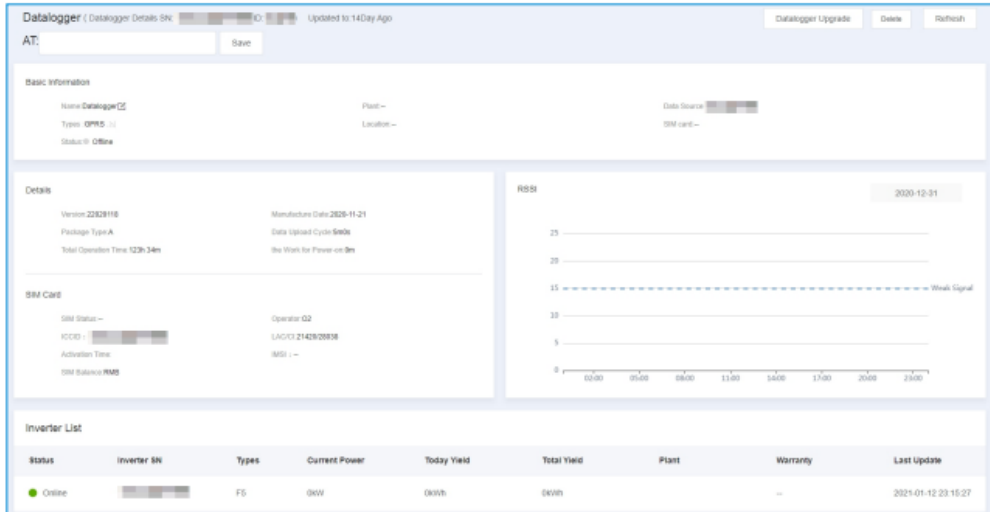 Datalogger ( Datalogger Details SN: ID: Updated to:14Day Ago
Datalogger Upgrade Delete Refresh
AT: Save
Basic Information
Name:Datalogger Plant:-- Data Source:
Types : GPRS Location:-- SIM card:--
Status: Offline
Details
Version:22020118 Manufacture Date:2020-11-21
Package Type:A Data Upload Cycle:5m0s
Total Operation Time:123h 34m the Work for Power-on:0m
SIM Card
SIM Status:-- Operator:O2
ICCID : LAC/CI:21420/20038
Activation Time: IMSI : --
SIM Balance:RMB
RSSI
2020-12-31
25
20
15 Weak Signal
10
5
0
02:00 05:00 08:00 11:00 14:00 17:00 20:00 23:00
Inverter List
Status Inverter SN Types Current Power Today Yield Total Yield Plant Warranty Last Update
Online F5 0kW 0kWh 0kWh -- 2021-01-12 23:15:27